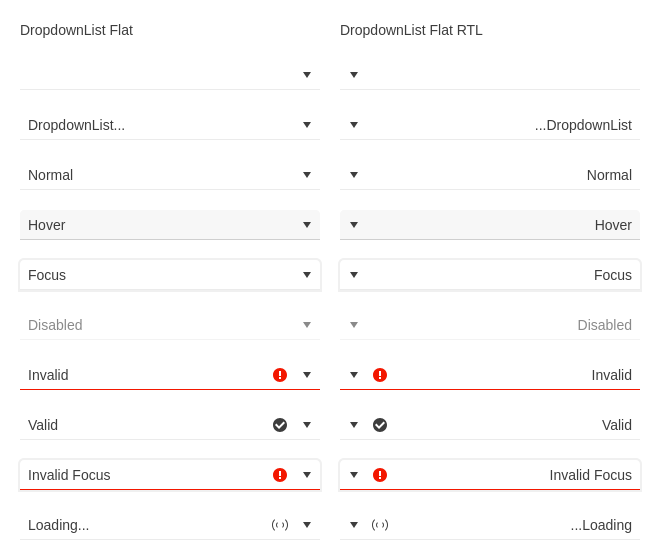 DropdownList Flat
DropdownList Flat RTL
DropdownList...
...DropdownList
Normal
Normal
Hover
Hover
Focus
Focus
Disabled
Disabled
Invalid
Invalid
Valid
Valid
Invalid Focus
Invalid Focus
Loading...
...Loading